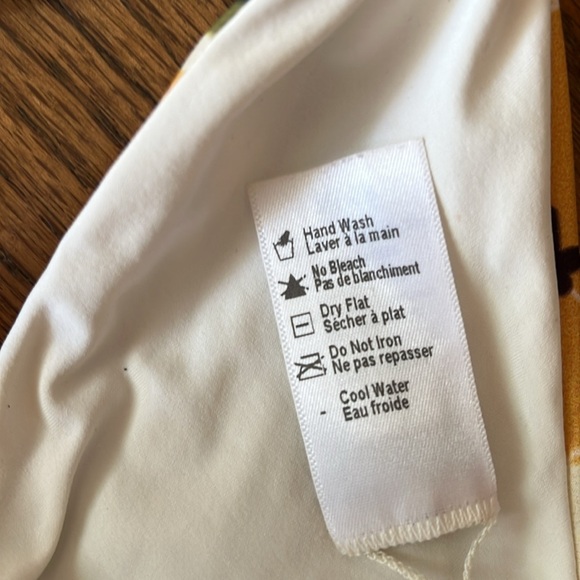 Hand Wash
Laver à la main
No Bleach
Pas de blanchiment
Dry Flat
Sècher à plat
Do Not Iron
Ne pas repasser
- Cool Water
Eau froide